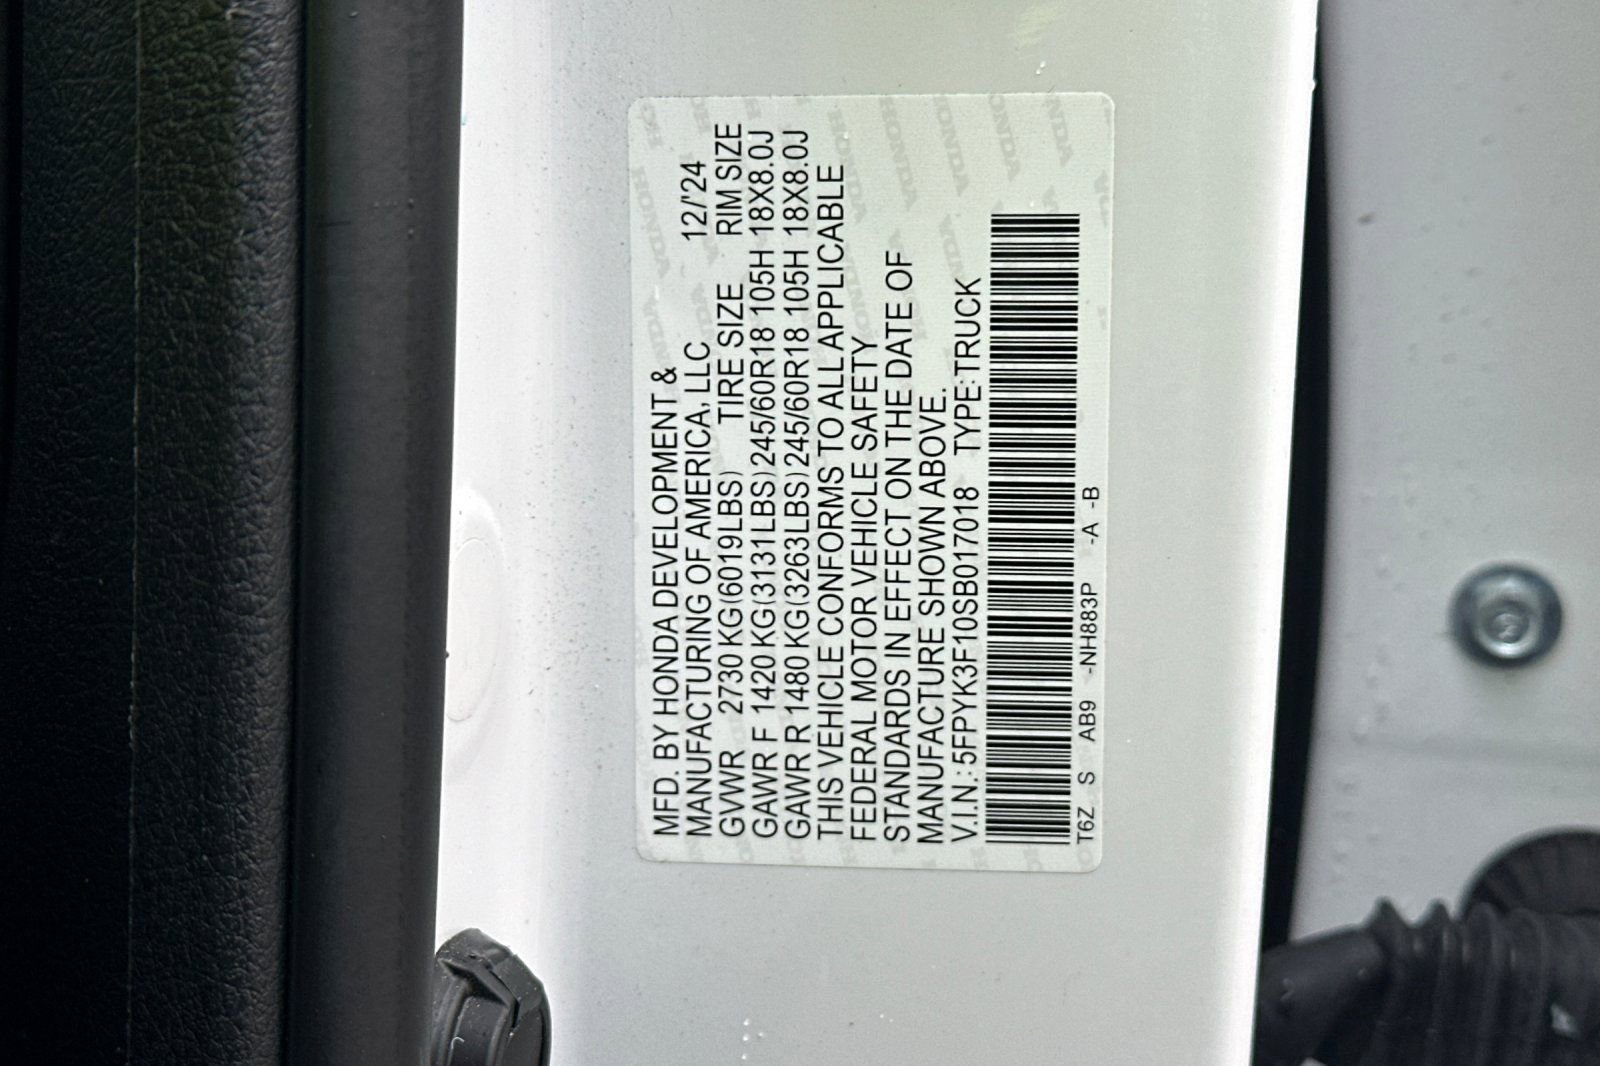 MFD. BY HONDA DEVELOPMENT &
MANUFACTURING OF AMERICA, LLC 12/'24
GVWR 2730 KG(6019LBS) TIRE SIZE RIM SIZE
GAWR F 1420 KG(3131LBS) 245/60R18 105H 18X8.0J
GAWR R 1480 KG(3263LBS) 245/60R18 105H 18X8.0J
THIS VEHICLE CONFORMS TO ALL APPLICABLE
FEDERAL MOTOR VEHICLE SAFETY
STANDARDS IN EFFECT ON THE DATE OF
MANUFACTURE SHOWN ABOVE.
V.I.N.: 5FPYK3F10SB017018 TYPE:TRUCK
T6Z S AB9 -NH883P -A -B